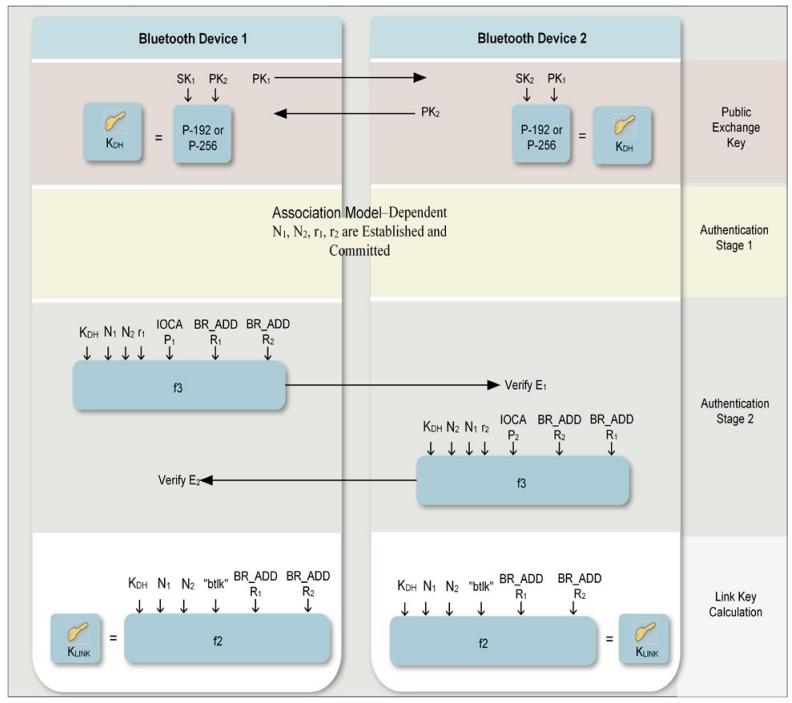 Bluetooth Device 1
Bluetooth Device 2
SK1 PK2 PK1
SK2 PK1
PK2
KDH
=
P-192 or
P-256
P-192 or
P-256
=
KDH
Public
Exchange
Key
Association Model–Dependent
N1, N2, r1, r2 are Established and
Committed
Authentication
Stage 1
KDH N1 N2 r1 IOCA P1 BR_ADD R1 BR_ADD R2
f3
Verify E1
Authentication
Stage 2
KDH N2 N1 r2 IOCA P2 BR_ADD R2 BR_ADD R1
f3
Verify E2
KDH N1 N2 "btlk" BR_ADD R1 BR_ADD R2
KLINK
=
f2
KDH N1 N2 "btlk" BR_ADD R1 BR_ADD R2
f2
=
KLINK
Link Key
Calculation